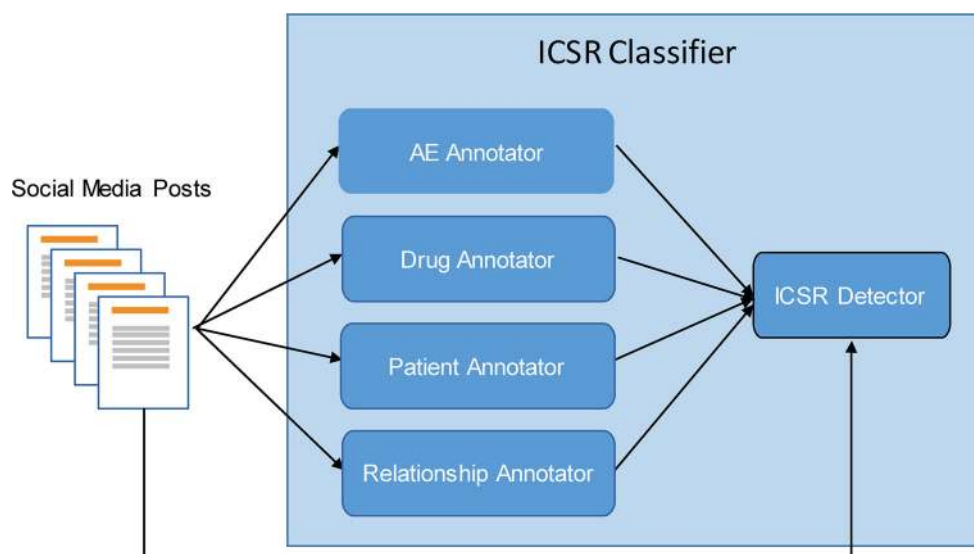 ICSR Classifier
Social Media Posts
AE Annotator
Drug Annotator
Patient Annotator
Relationship Annotator
ICSR Detector